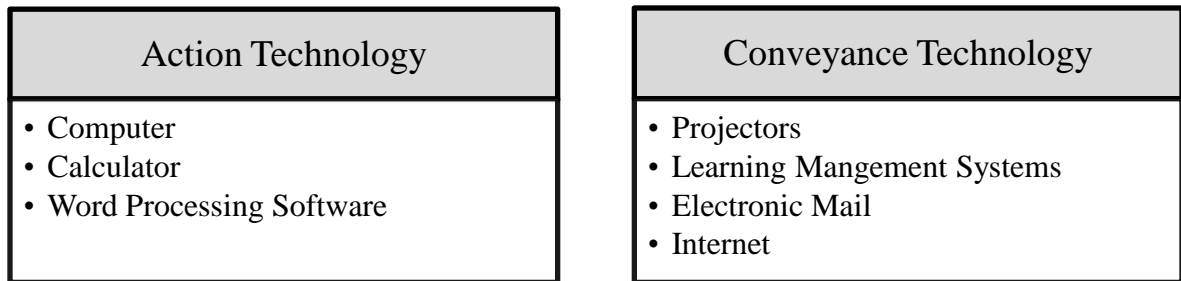 Action Technology
• Computer
• Calculator
• Word Processing Software
Conveyance Technology
• Projectors
• Learning Mangement Systems
• Electronic Mail
• Internet